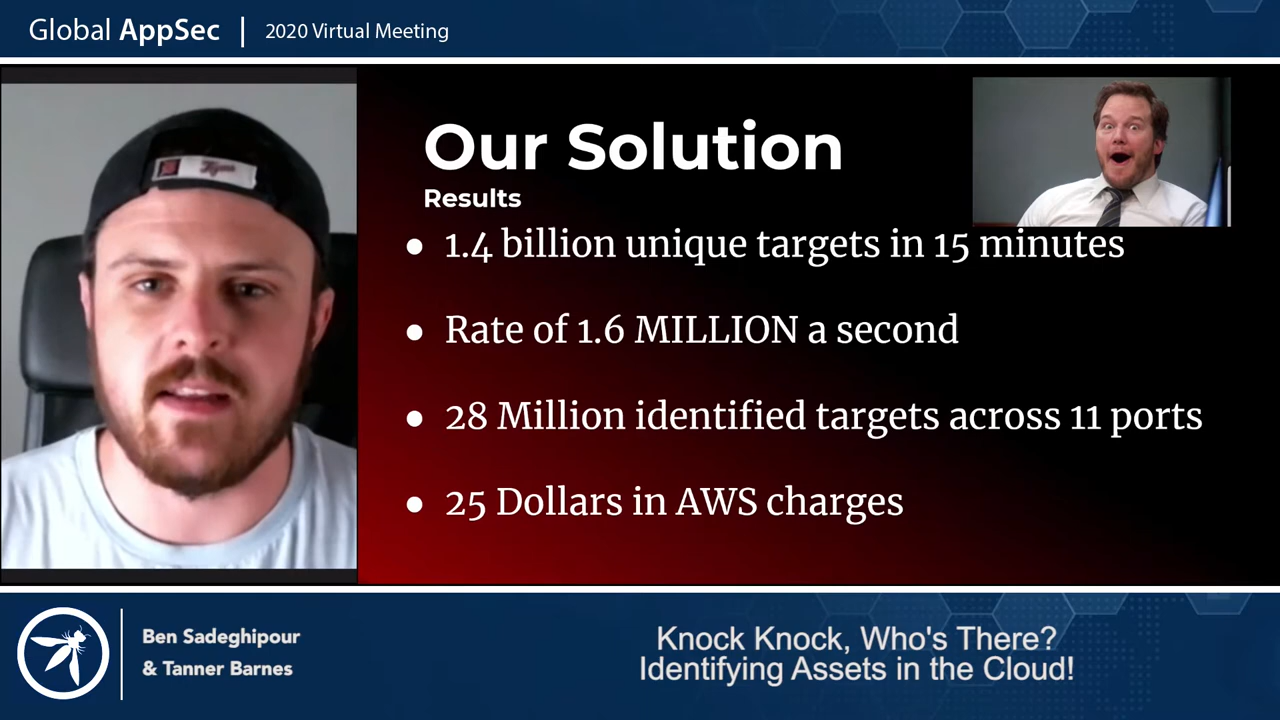 Global AppSec | 2020 Virtual Meeting
Our Solution
Results
● 1.4 billion unique targets in 15 minutes
● Rate of 1.6 MILLION a second
● 28 Million identified targets across 11 ports
● 25 Dollars in AWS charges
Ben Sadeghipour
& Tanner Barnes
Knock Knock, Who's There?
Identifying Assets in the Cloud!